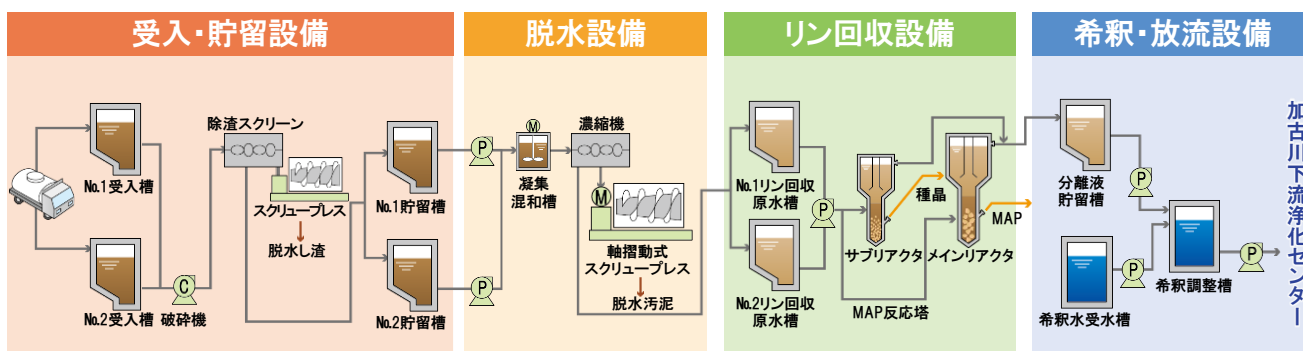 受入・貯留設備
No.1受入槽
No.2受入槽
C
破砕機
除渣スクリーン
スクリュープレス
脱水し渣
No.1貯留槽
No.2貯留槽
脱水設備
P
P
M
凝集
混和槽
濃縮機
M
軸摺動式
スクリュープレス
脱水汚泥
リン回収設備
No.1リン回収
原水槽
No.2リン回収
原水槽
P
サブリアクタ
種晶
メインリアクタ
MAP
MAP反応塔
希釈・放流設備
分離液
貯留槽
P
希釈水受水槽
P
希釈調整槽
P
加古川下流浄化センター